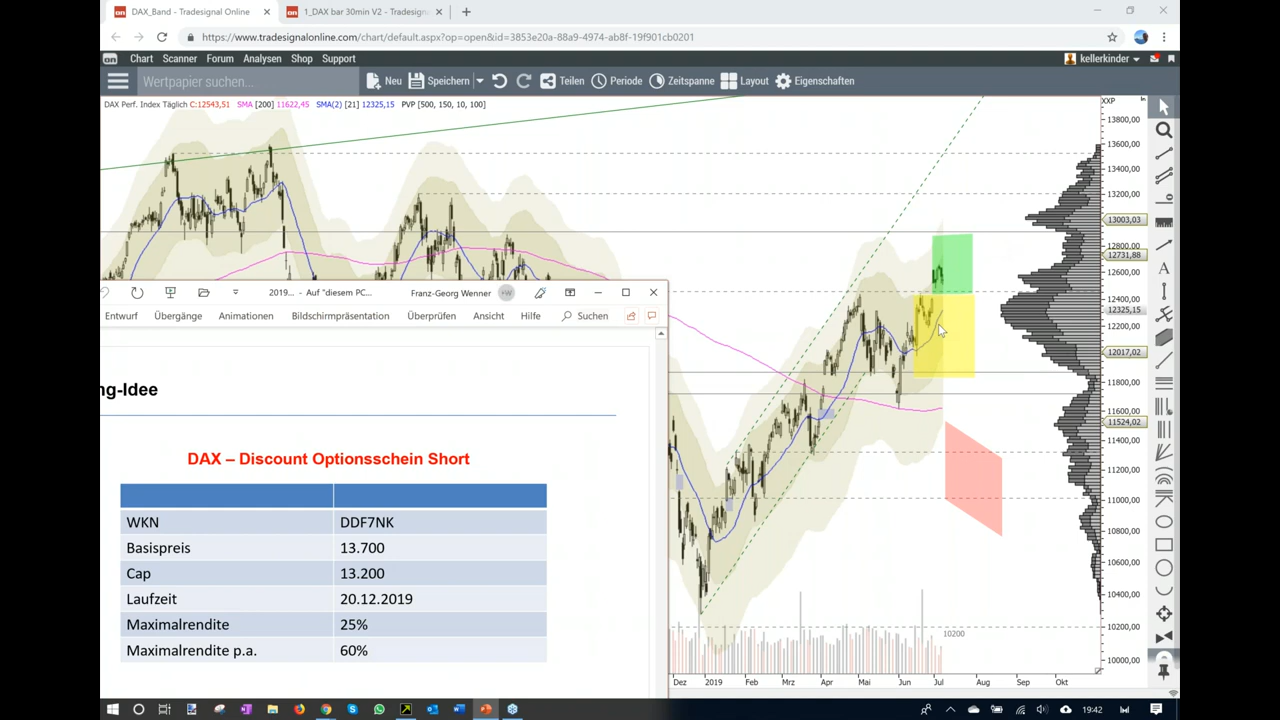 DAX_Band - Tradesignal Online
1_DAX bar 30min V2 - Tradesign
https://www.tradesignalonline.com/chart/default.aspx?op=open&id=3853e20a-88a9-4974-ab8f-19f901cb0201
on Chart Scanner Forum Analysen Shop Support kellerkinder
Wertpapier suchen... Neu Speichern Teilen Periode Zeitspanne Layout Eigenschaften
DAX Perf. Index Täglich C:12543,51 SMA [200] 11622,45 SMA(2) [21] 12325,15 PVP [500, 150, 10, 100]
XXP
13800,00
13600,00
13400,00
13200,00
13003,03
12800,00
12731,88
12600,00
12400,00
12325,15
12200,00
12017,02
11800,00
11600,00
11524,02
11400,00
11200,00
11000,00
10800,00
10600,00
10400,00
10200,00
10000,00
10200
Dez 2019 Feb Mrz Apr Mai Jun Jul Aug Sep Okt
2019... - Auf "diesem... Franz-Georg Wenner FW
Entwurf Übergänge Animationen Bildschirmpräsentation Überprüfen Ansicht Hilfe Suchen
ng-Idee
DAX – Discount Optionsschein Short
WKN DDF7NK
Basispreis 13.700
Cap 13.200
Laufzeit 20.12.2019
Maximalrendite 25%
Maximalrendite p.a. 60%
19:42